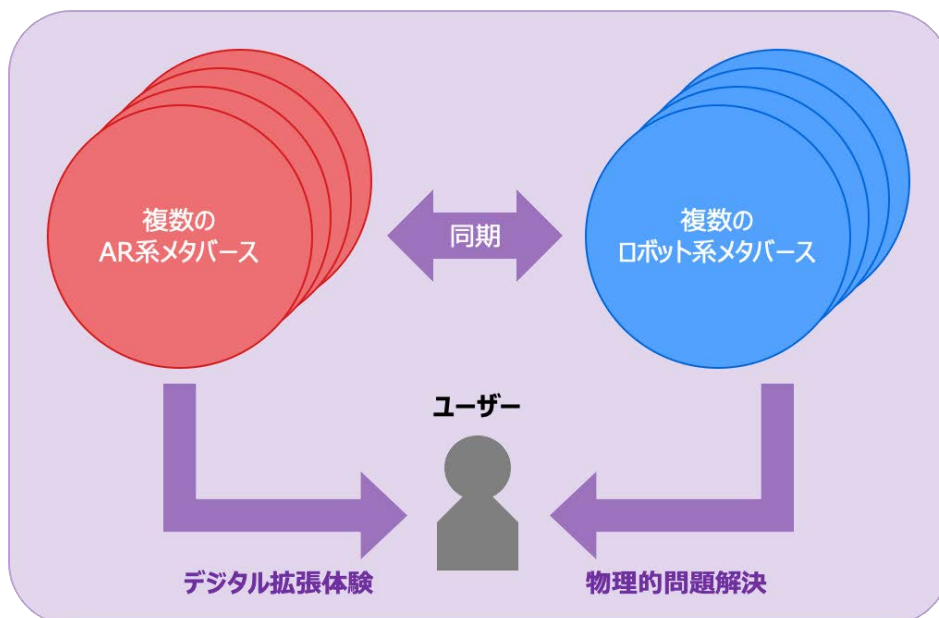 複数の
AR系メタバース
同期
複数の
ロボット系メタバース
ユーザー
デジタル拡張体験
物理的問題解決